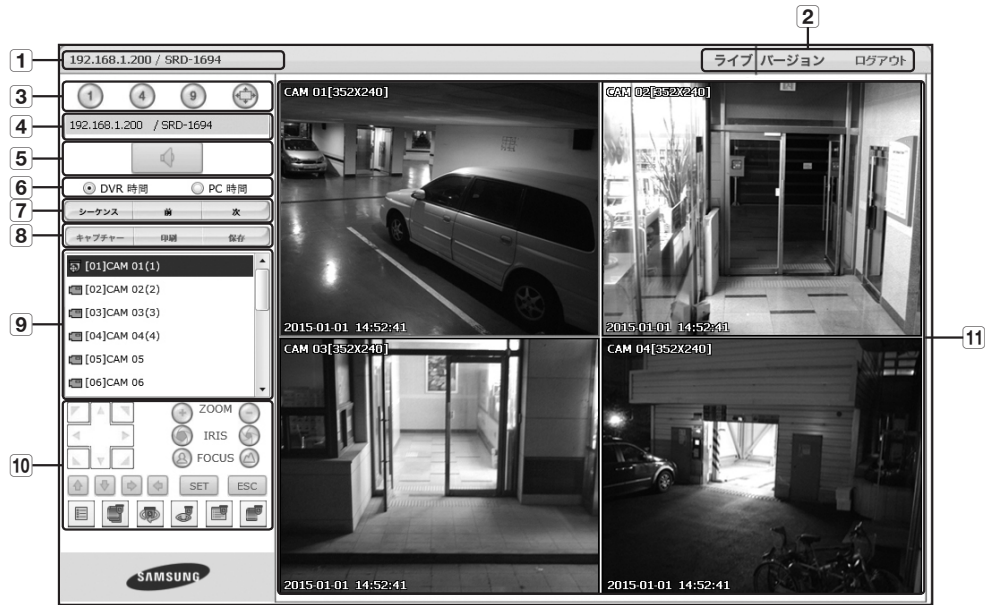 2
1
192.168.1.200 / SRD-1694
ライブ バージョン ログアウト
3
1 4 9
4
192.168.1.200 / SRD-1694
5
6
DVR 時間 PC 時間
7
シーケンス 前 次
8
キャプチャー 印刷 保存
9
[01]CAM 01(1)
[02]CAM 02(2)
[03]CAM 03(3)
[04]CAM 04(4)
[05]CAM 05
[06]CAM 06
10
ZOOM
IRIS
FOCUS
SET ESC
SAMSUNG
CAM 01[352X240]
2015-01-01 14:52:41
CAM 02[352X240]
2015-01-01 14:52:41
CAM 03[352X240]
2015-01-01 14:52:41
CAM 04[352X240]
2015-01-01 14:52:41
11